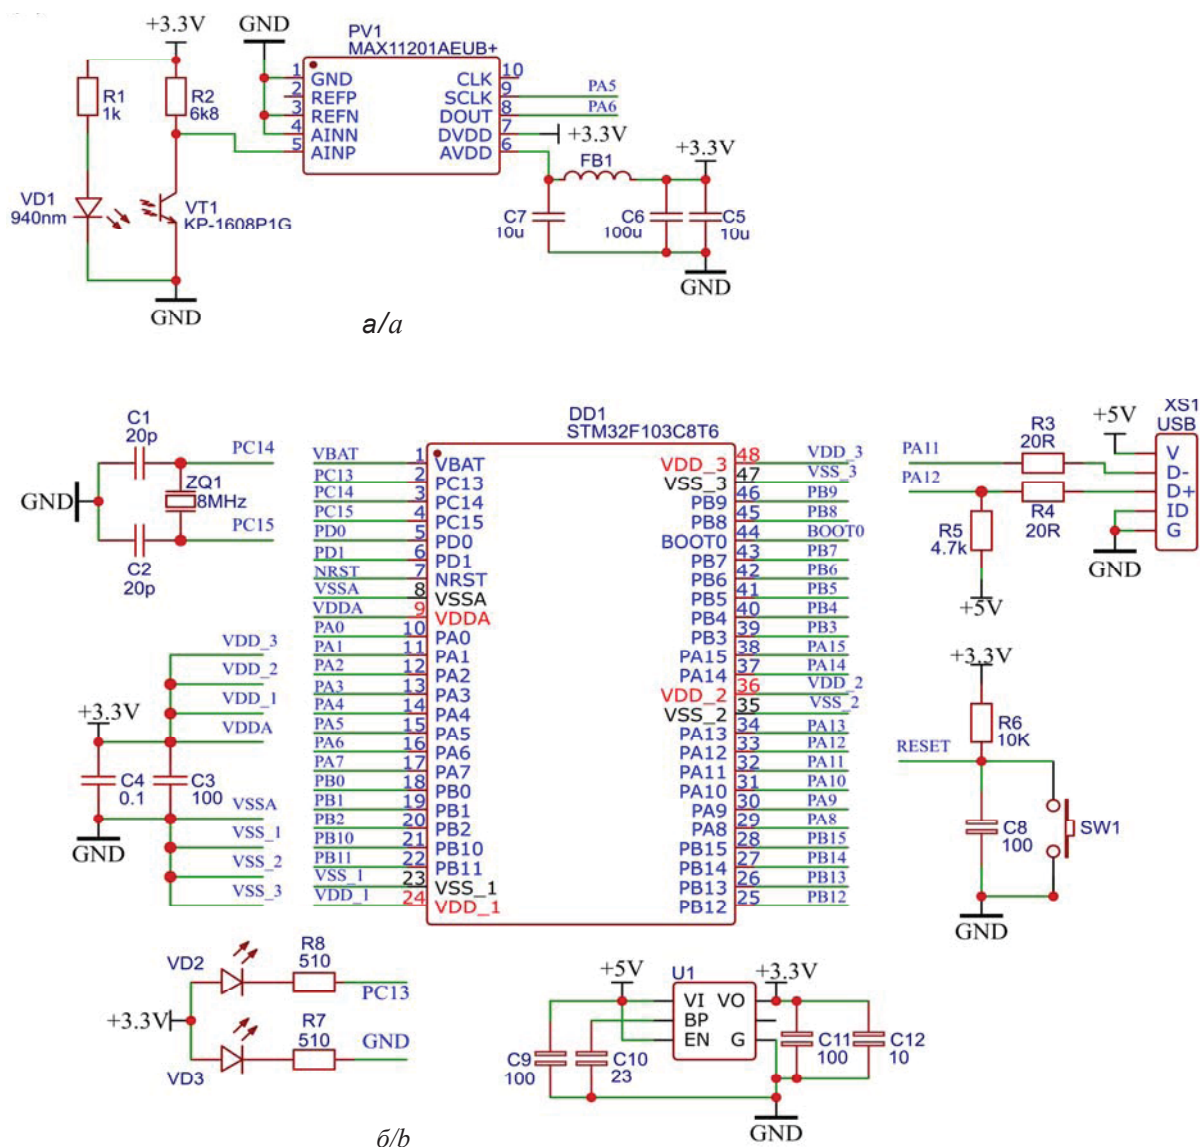 +3.3V
GND
PV1
MAX11201AEUB+
R1
1k
R2
6k8
1
GND
2
REFP
3
REFN
4
AINN
5
AINP
CLK
10
SCLK
9
PA5
DOUT
8
PA6
DVDD
7
+3.3V
AVDD
6
FB1
+3.3V
VD1
940nm
VT1
KP-1608P1G
C7
10u
C6
100u
C5
10u
GND
GND
a/a
C1
20p
PC14
ZQ1
8MHz
GND
PC15
C2
20p
VDD_3
VDD_2
VDD_1
+3.3V
VDDA
C4
0.1
C3
100
VSSA
GND
VSS_1
VSS_2
VSS_3
DD1
STM32F103C8T6
VBAT 1 VBAT
PC13 2 PC13
PC14 3 PC14
PC15 4 PC15
PD0 5 PD0
PD1 6 PD1
NRST 7 NRST
VSSA 8 VSSA
VDDA 9 VDDA
PA0 10 PA0
PA1 11 PA1
PA2 12 PA2
PA3 13 PA3
PA4 14 PA4
PA5 15 PA5
PA6 16 PA6
PA7 17 PA7
PB0 18 PB0
PB1 19 PB1
PB2 20 PB2
PB10 21 PB10
PB11 22 PB11
VSS_1 23 VSS_1
VDD_1 24 VDD_1
VDD_3 48 VDD_3
VSS_3 47 VSS_3
PB9 46 PB9
PB8 45 PB8
BOOT0 44 BOOT0
PB7 43 PB7
PB6 42 PB6
PB5 41 PB5
PB4 40 PB4
PB3 39 PB3
PA15 38 PA15
PA14 37 PA14
VDD_2 36 VDD_2
VSS_2 35 VSS_2
PA13 34 PA13
PA12 33 PA12
PA11 32 PA11
PA10 31 PA10
PA9 30 PA9
PA8 29 PA8
PB15 28 PB15
PB14 27 PB14
PB13 26 PB13
PB12 25 PB12
XS1
USB
+5V
R3
20R
PA11
V
D-
PA12
D+
R4
20R
ID
R5
4.7k
G
GND
+5V
+3.3V
R6
10K
RESET
C8
100
SW1
GND
VD2
R8
510
PC13
+3.3V
R7
510
GND
VD3
+5V
U1
+3.3V
VI
VO
BP
EN
G
C9
100
C10
23
C11
100
C12
10
GND
б/b